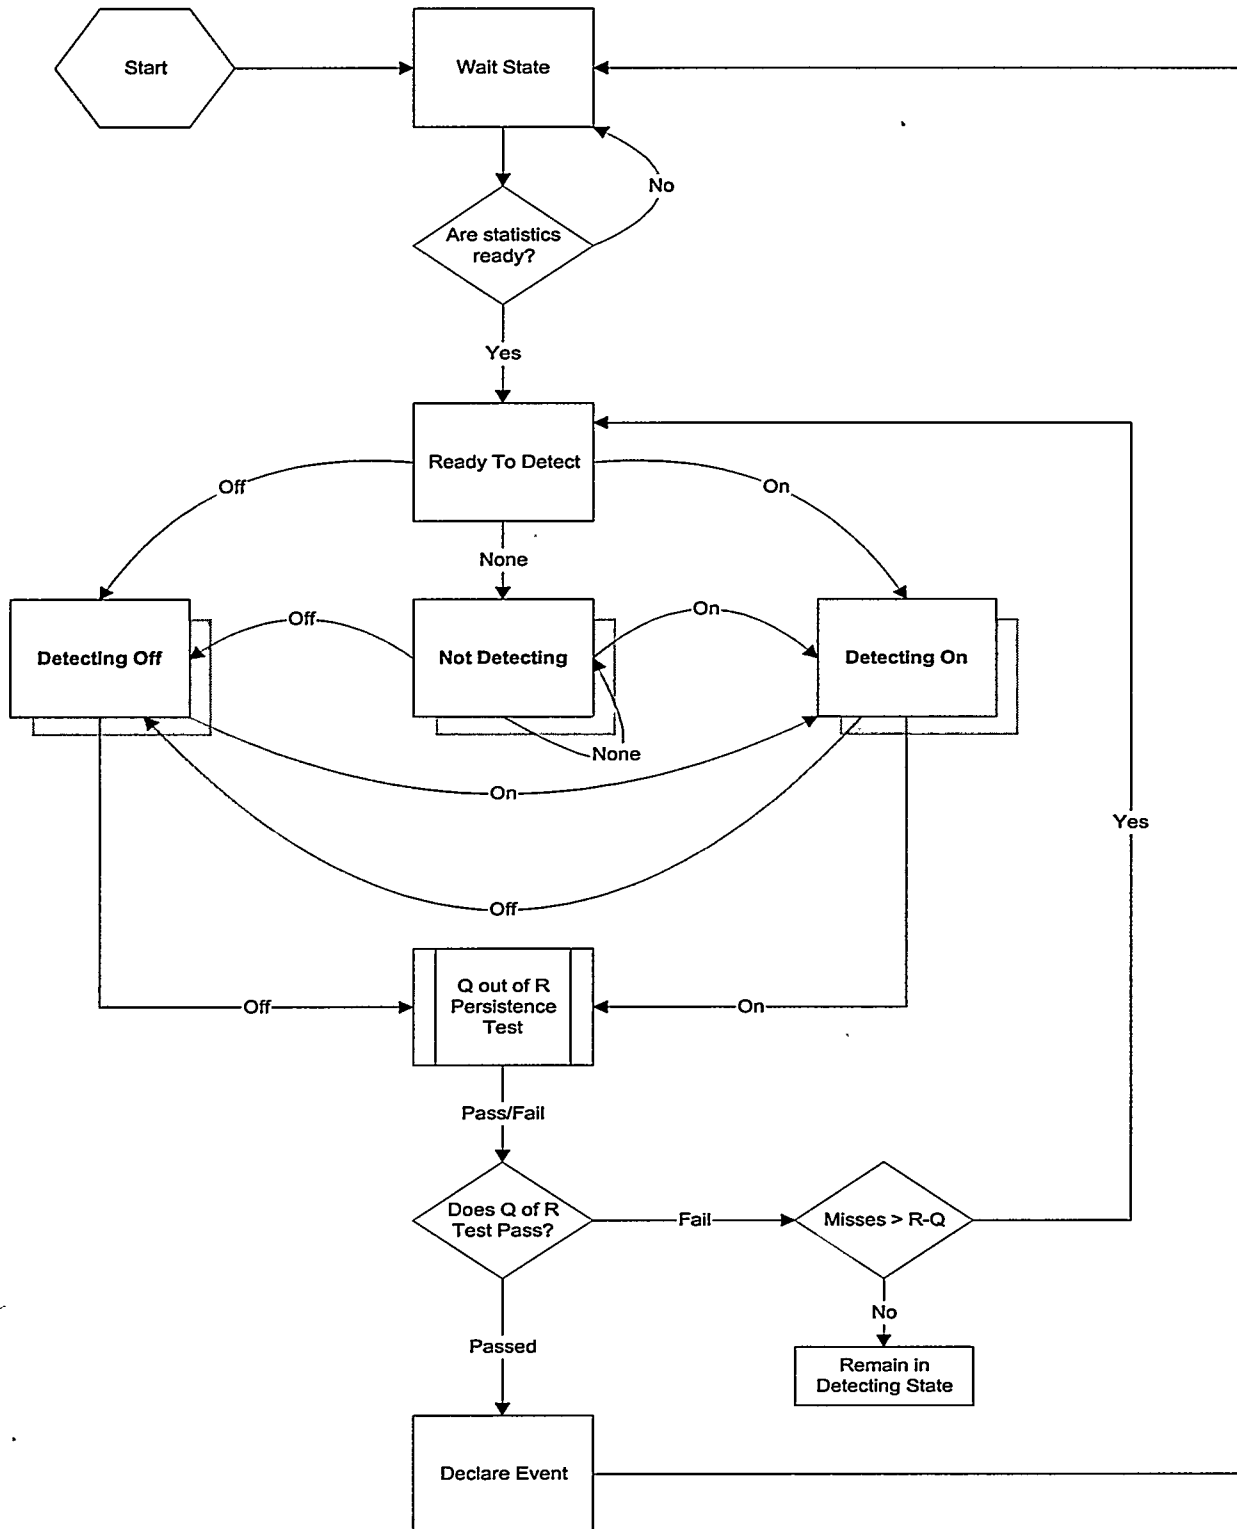 Start
Wait State
No
Are statistics
ready?
Yes
Ready To Detect
Off
On
None
Off
On
Detecting Off
Not Detecting
Detecting On
None
On
Yes
Off
Q out of R
Persistence
Test
Off
On
Pass/Fail
Does Q of R
Test Pass?
Fail
Misses > R-Q
No
Passed
Remain in
Detecting State
Declare Event